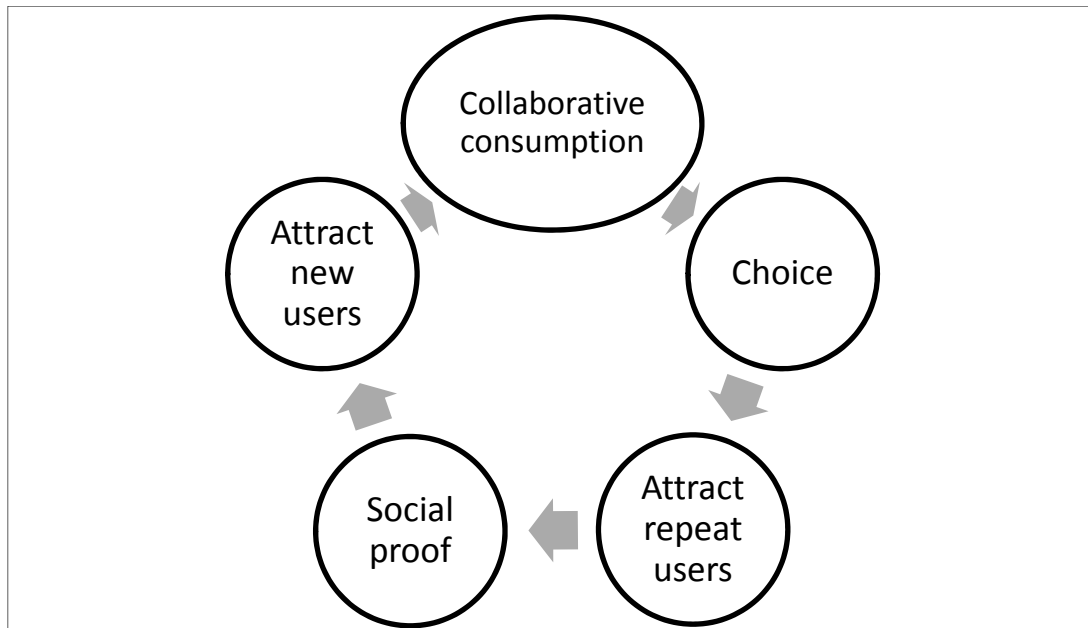 Collaborative
consumption
Choice
Attract
repeat
users
Social
proof
Attract
new
users